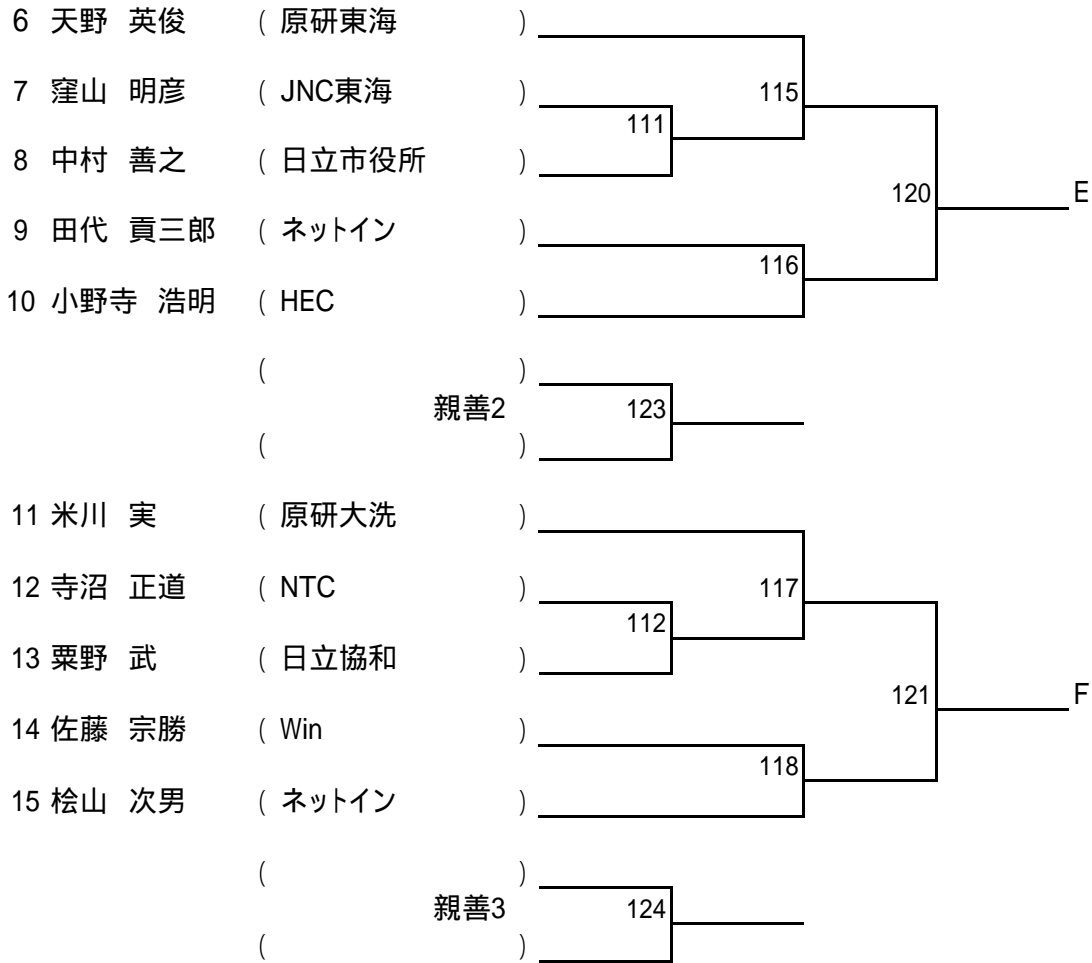 6 天野 英俊 ( 原研東海 )
7 窪山 明彦 ( JNC東海 ) 115
111
8 中村 善之 ( 日立市役所 )
120 E
9 田代 貢三郎 ( ネットイン )
116
10 小野寺 浩明 ( HEC )
( )
親善2 123
( )
11 米川 実 ( 原研大洗 )
12 寺沼 正道 ( NTC ) 117
112
13 粟野 武 ( 日立協和 )
121 F
14 佐藤 宗勝 ( Win )
118
15 桧山 次男 ( ネットイン )
( )
親善3 124
( )